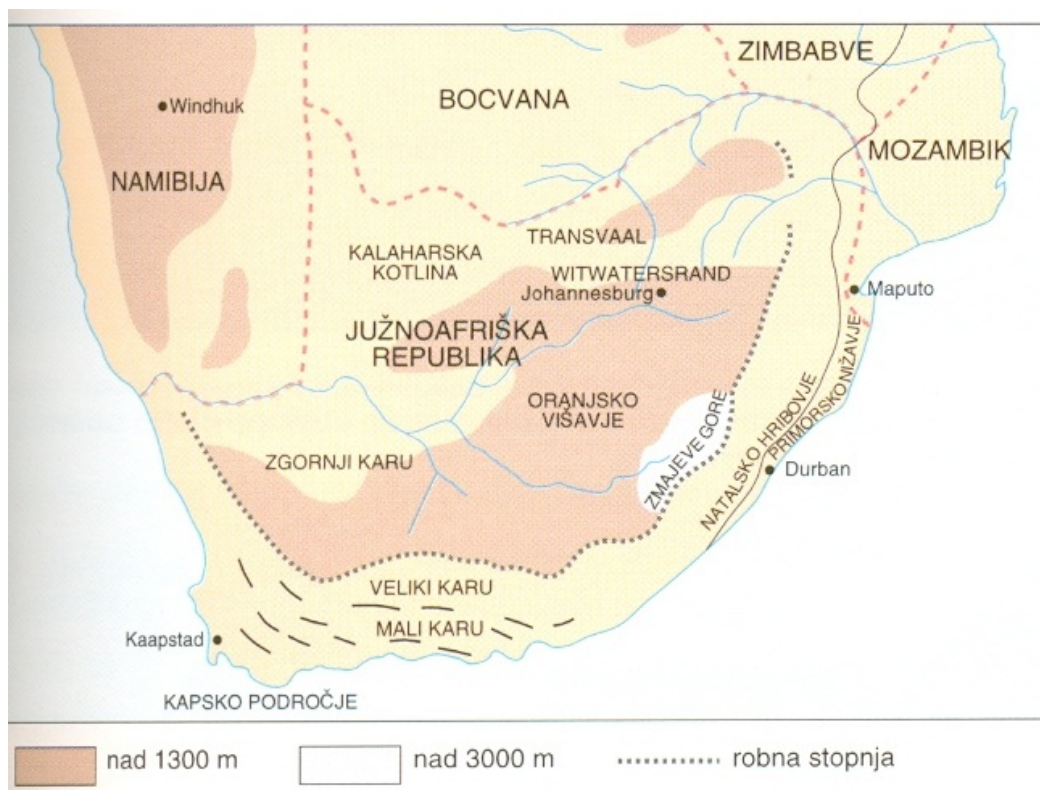 ZIMBABVE
BOCVANA
Windhuk
MOZAMBIK
NAMIBIJA
TRANSVAAL
KALAHARSKA
KOTLINA
WITWATERSRAND
Johannesburg
Maputo
JUŽNOAFRIŠKA
REPUBLIKA
ORANJSKO
VIŠAVJE
ZMAJEVE GORE
NATALSKO HRIBOVJE
PRIMORSKO NIŽAVJE
ZGORNJI KARU
Durban
VELIKI KARU
MALI KARU
Kaapstad
KAPSKO PODROČJE
nad 1300 m
nad 3000 m
robna stopnja